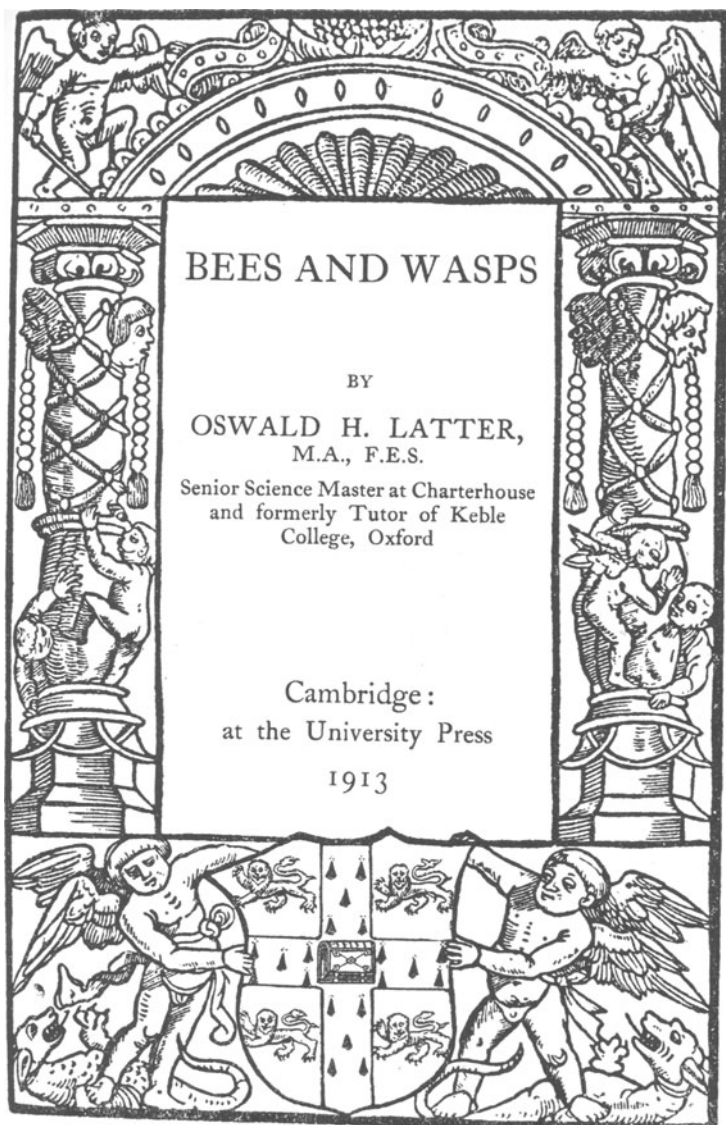 BEES AND WASPS
BY
OSWALD H. LATTER,
M.A., F.E.S.
Senior Science Master at Charterhouse
and formerly Tutor of Keble
College, Oxford
Cambridge:
at the University Press
1913